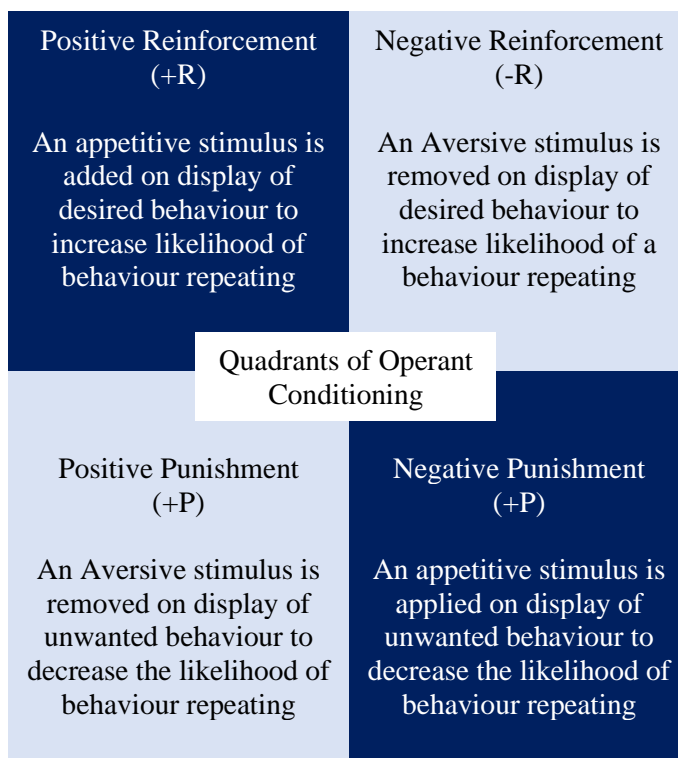 Positive Reinforcement
(+R)
An appetitive stimulus is
added on display of
desired behaviour to
increase likelihood of
behaviour repeating
Negative Reinforcement
(-R)
An Aversive stimulus is
removed on display of
desired behaviour to
increase likelihood of a
behaviour repeating
Quadrants of Operant
Conditioning
Positive Punishment
(+P)
An Aversive stimulus is
removed on display of
unwanted behaviour to
decrease the likelihood of
behaviour repeating
Negative Punishment
(+P)
An appetitive stimulus is
applied on display of
unwanted behaviour to
decrease the likelihood of
behaviour repeating